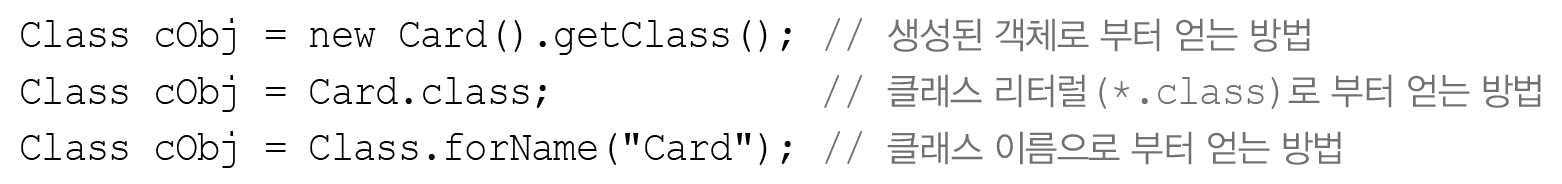 Class cObj = new Card().getClass(); // 생성된 객체로 부터 얻는 방법
Class cObj = Card.class; // 클래스 리터럴(*.class)로 부터 얻는 방법
Class cObj = Class.forName("Card"); // 클래스 이름으로 부터 얻는 방법